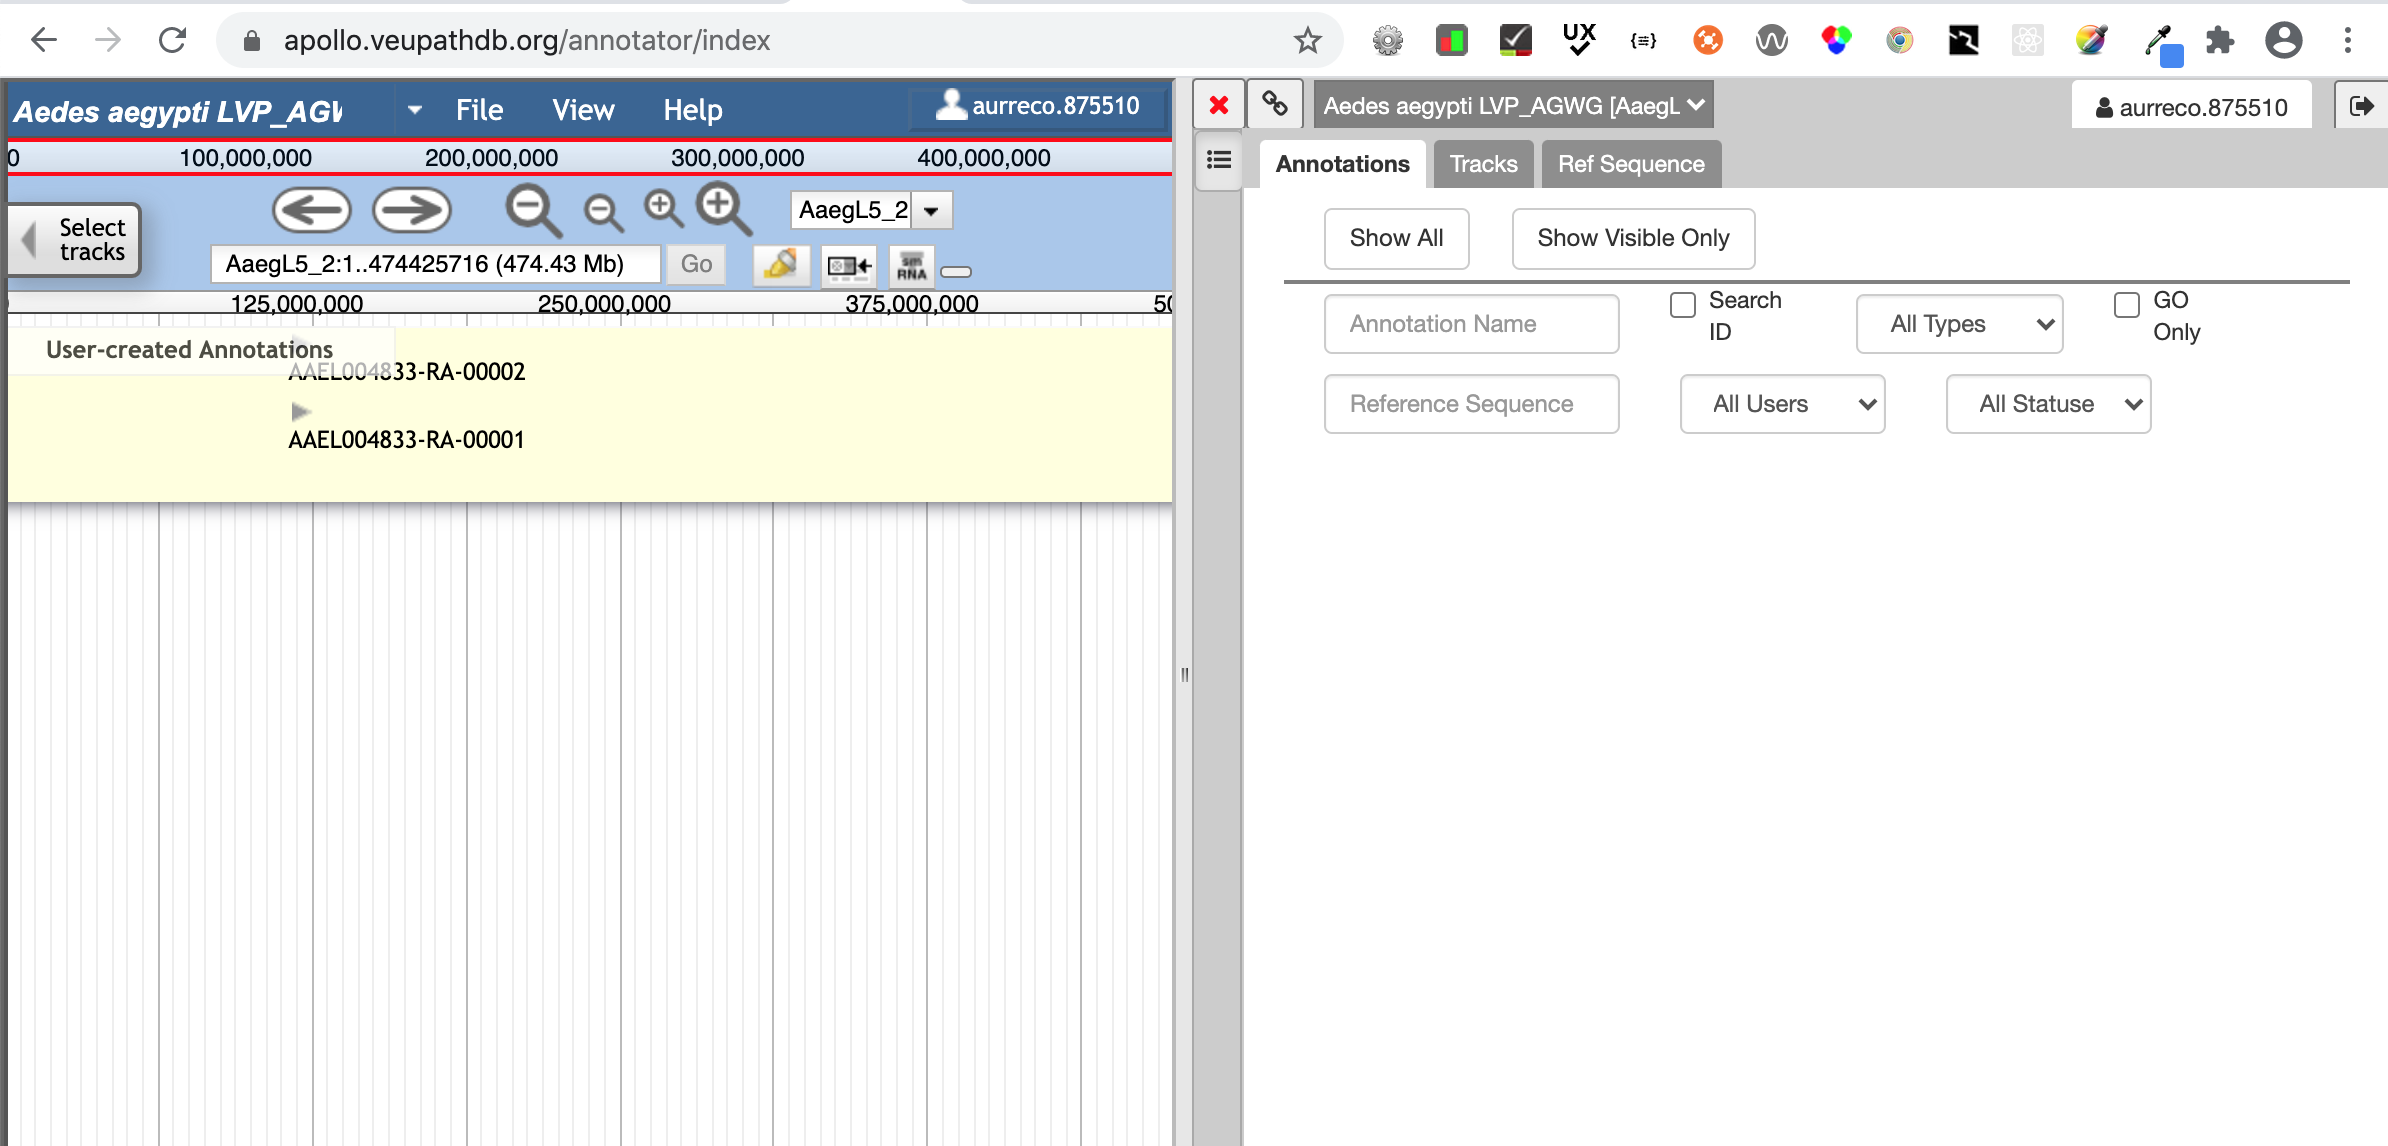 apollo.veupathdb.org/annotator/index
UX
Aedes aegypti LVP_AGW
File
View
Help
aurreco.875510
0
100,000,000
200,000,000
300,000,000
400,000,000
Select
tracks
AaegL5_2
AaegL5_2:1..474425716 (474.43 Mb)
Go
sm
RNA
125,000,000
250,000,000
375,000,000
50
User-created Annotations
AAEL004833-RA-00002
AAEL004833-RA-00001
Aedes aegypti LVP_AGWG [AaegL
aurreco.875510
Annotations
Tracks
Ref Sequence
Show All
Show Visible Only
Annotation Name
Search
ID
All Types
GO
Only
Reference Sequence
All Users
All Statuse